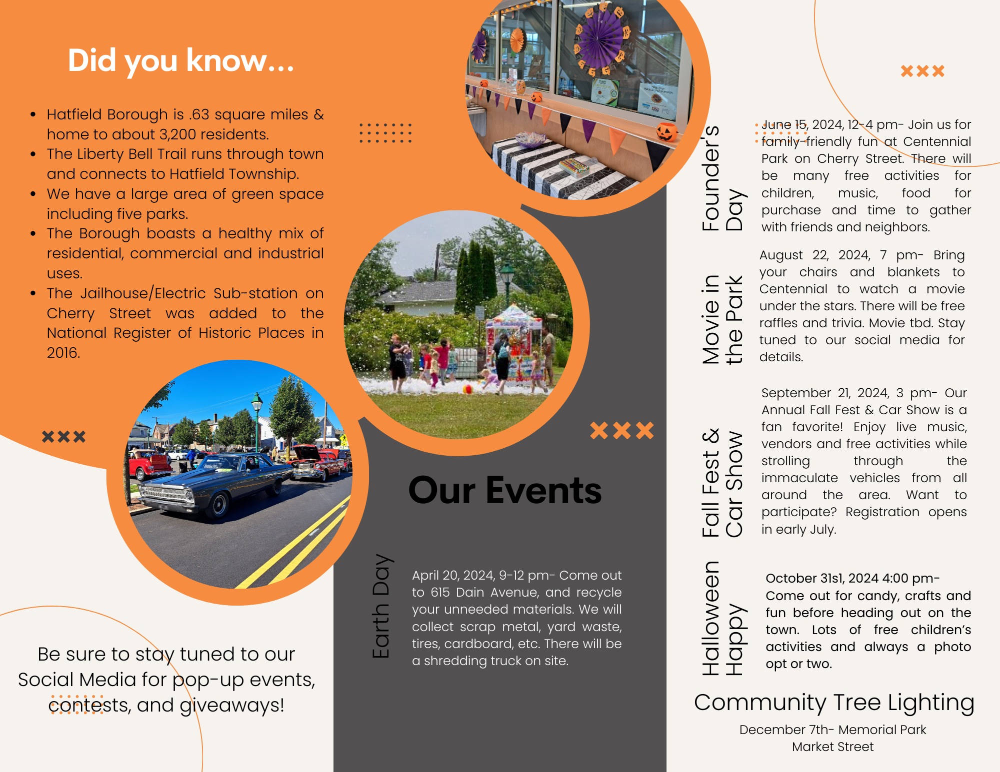 Did you know...
• Hatfield Borough is .63 square miles &
home to about 3,200 residents.
• The Liberty Bell Trail runs through town
and connects to Hatfield Township.
• We have a large area of green space
including five parks.
• The Borough boasts a healthy mix of
residential, commercial and industrial
uses.
• The Jailhouse/Electric Sub-station on
Cherry Street was added to the
National Register of Historic Places in
2016.
Be sure to stay tuned to our
Social Media for pop-up events,
contests, and giveaways!
Our Events
Earth Day
April 20, 2024, 9-12 pm- Come out
to 615 Dain Avenue, and recycle
your unneeded materials. We will
collect scrap metal, yard waste,
tires, cardboard, etc. There will be
a shredding truck on site.
Founder's
Day
June 15, 2024, 12-4 pm- Join us for
family-friendly fun at Centennial
Park on Cherry Street. There will
be many free activities for
children, music, food for
purchase and time to gather
with friends and neighbors.
Movie in
the Park
August 22, 2024, 7 pm- Bring
your chairs and blankets to
Centennial to watch a movie
under the stars. There will be free
raffles and trivia. Movie tbd. Stay
tuned to our social media for
details.
Fall Fest &
Car Show
September 21, 2024, 3 pm- Our
Annual Fall Fest & Car Show is a
fan favorite! Enjoy live music,
vendors and free activities while
strolling through the
immaculate vehicles from all
around the area. Want to
participate? Registration opens
in early July.
Halloween
Happy
October 31s1, 2024 4:00 pm-
Come out for candy, crafts and
fun before heading out on the
town. Lots of free children's
activities and always a photo
opt or two.
Community Tree Lighting
December 7th- Memorial Park
Market Street